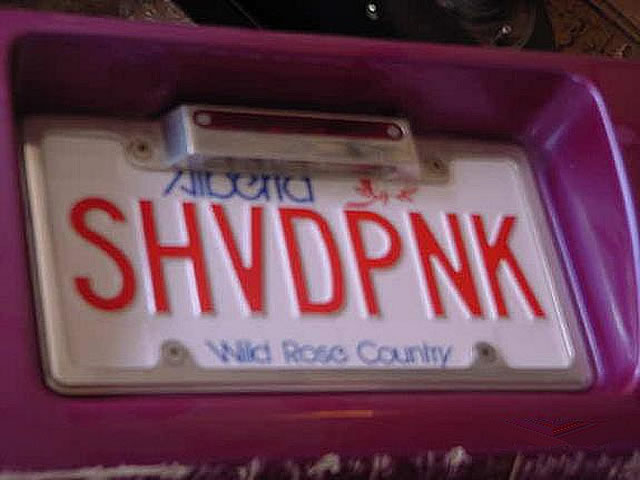 Alberta
SHVDPNK
Wild Rose Country